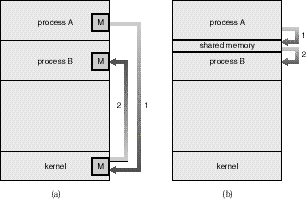 process A
M
process B
M
2
1
kernel
M
(a)
process A
1
shared memory
2
process B
kernel
(b)